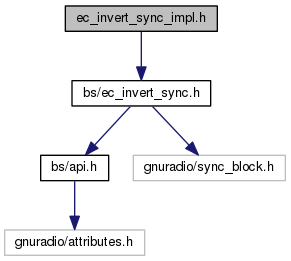 ec_invert_sync_impl.h
bs/ec_invert_sync.h
bs/api.h
gnuradio/sync_block.h
gnuradio/attributes.h